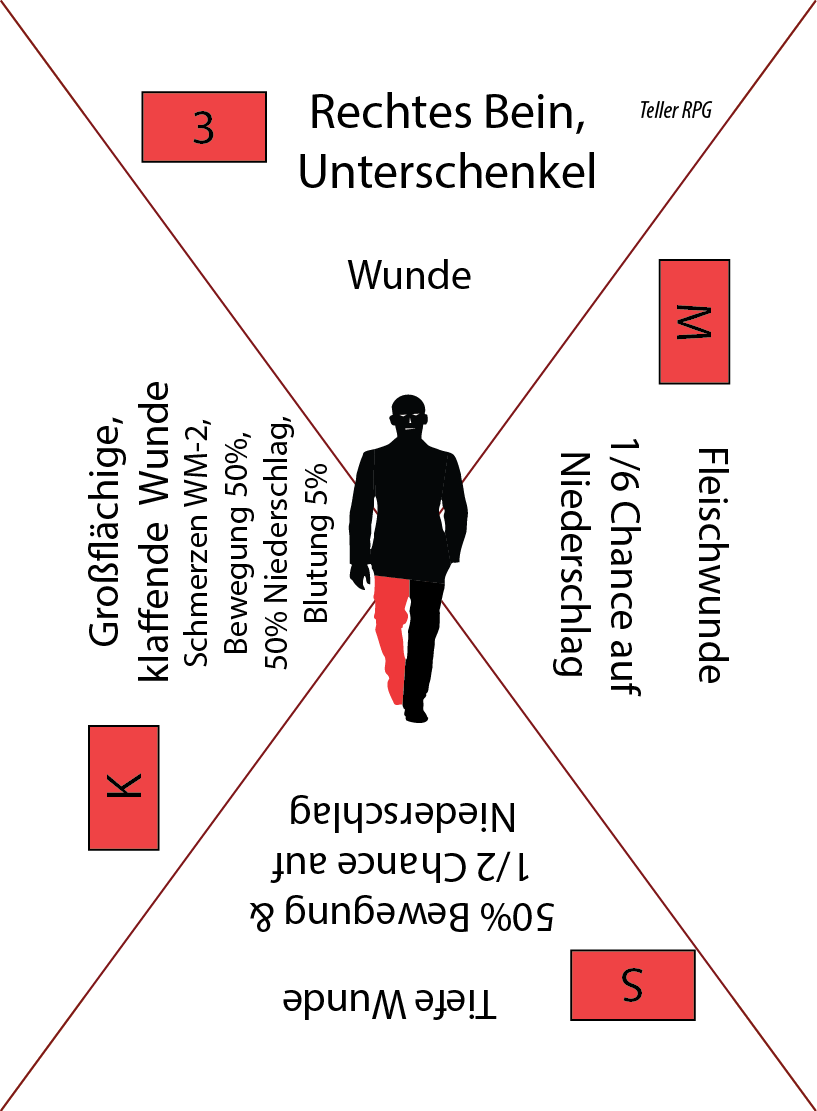 3
Rechtes Bein,
Unterschenkel
Teller RPG
Wunde
M
Fleischwunde
1/6 Chance auf
Niederschlag
S
Tiefe Wunde
50% Bewegung &
1/2 Chance auf
Niederschlag
K
Großflächige,
klaffende Wunde
Schmerzen WM-2,
Bewegung 50%,
50% Niederschlag,
Blutung 5%